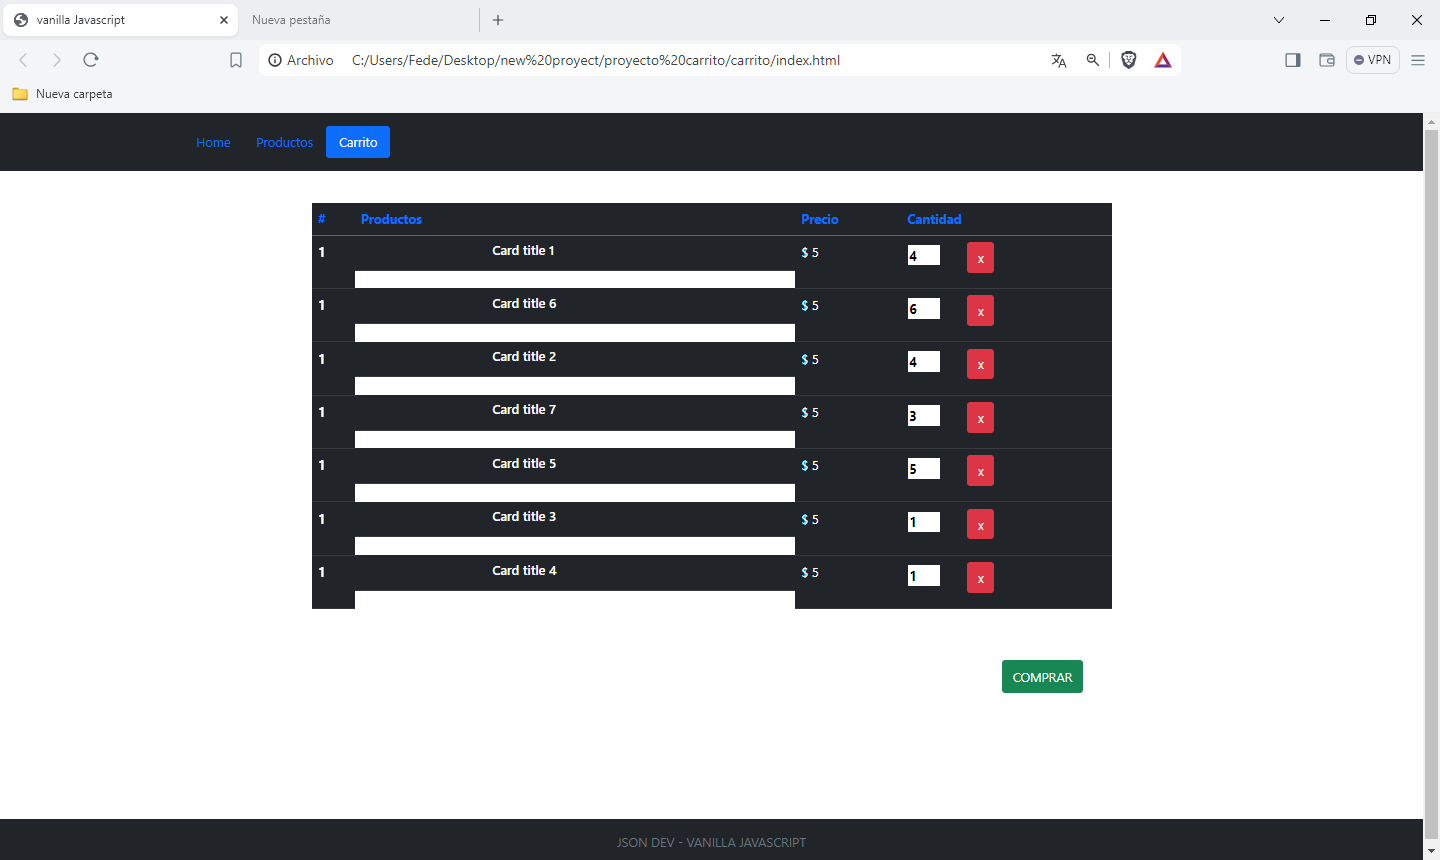 vanilla Javascript
Nueva pestaña
Archivo C:/Users/Fede/Desktop/new%20proyect/proyecto%20carrito/carrito/index.html
VPN
Nueva carpeta
Home Productos Carrito
# Productos Precio Cantidad
1 Card title 1 $ 5 4 x
1 Card title 6 $ 5 6 x
1 Card title 2 $ 5 4 x
1 Card title 7 $ 5 3 x
1 Card title 5 $ 5 5 x
1 Card title 3 $ 5 1 x
1 Card title 4 $ 5 1 x
COMPRAR
JSON DEV - VANILLA JAVASCRIPT